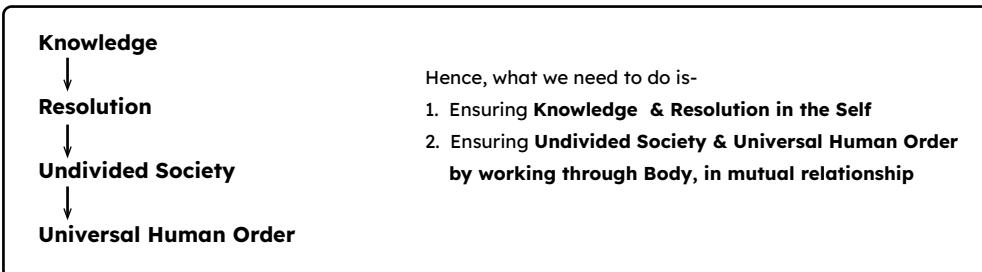 Knowledge
Resolution
Undivided Society
Universal Human Order
Hence, what we need to do is-
1. Ensuring Knowledge & Resolution in the Self
2. Ensuring Undivided Society & Universal Human Order
by working through Body, in mutual relationship